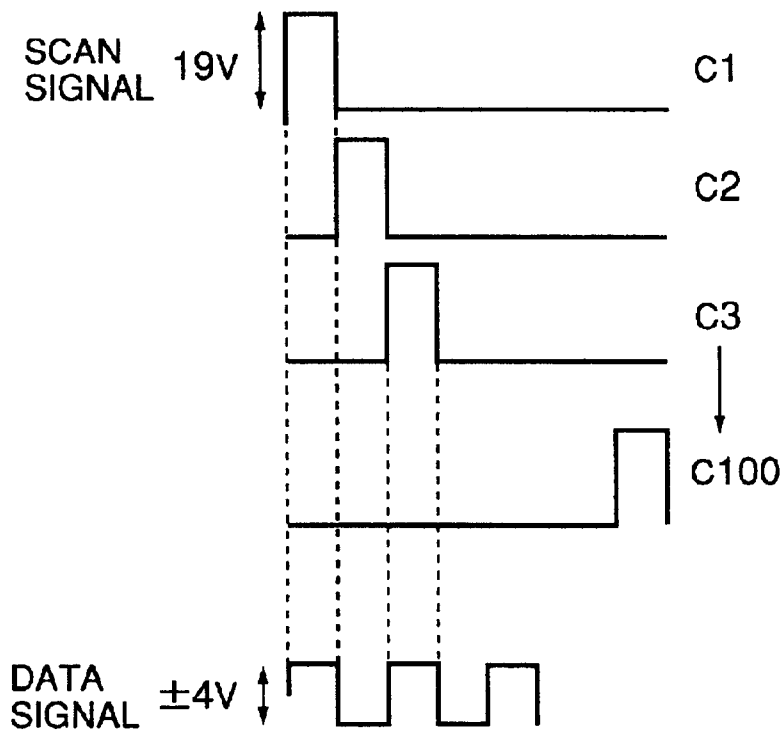 SCAN
SIGNAL
19V
C1
C2
C3
C100
DATA
SIGNAL
±4V